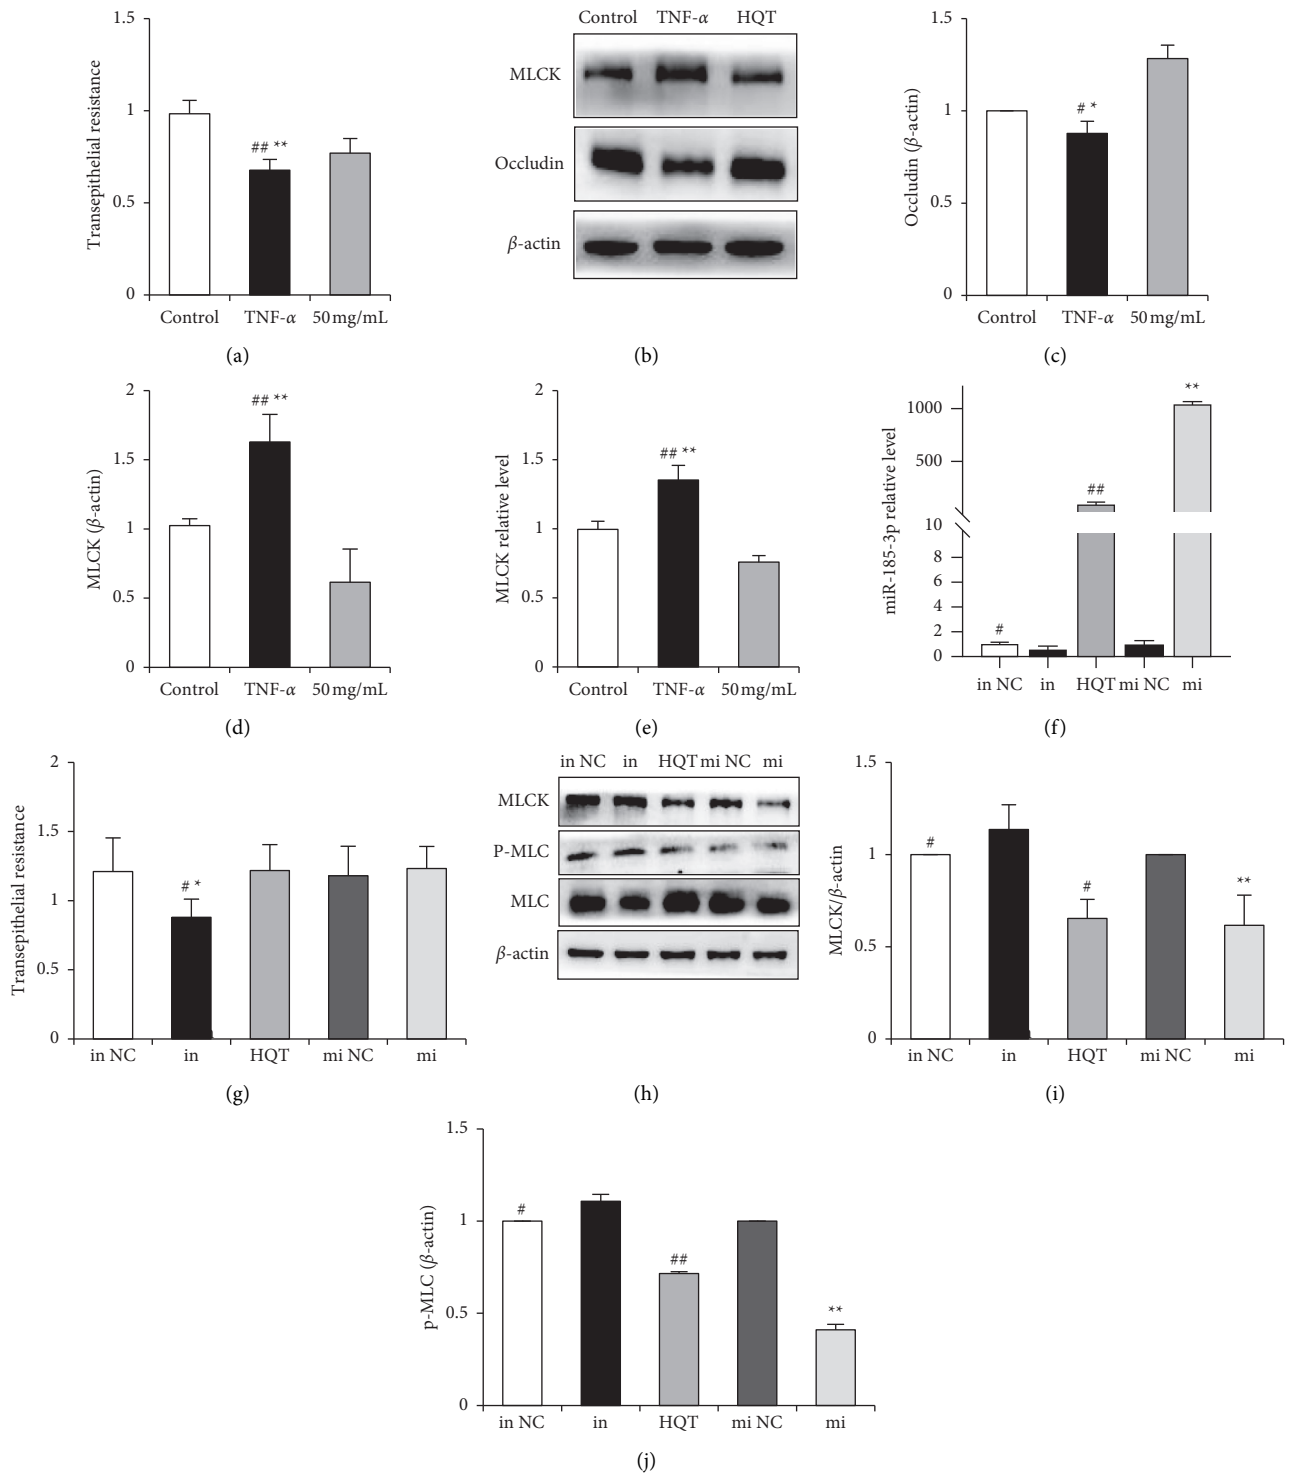 1.5
1
0.5
0
Transepithelial resistance
## **
Control TNF-α 50 mg/mL
(a)
Control TNF-α HQT
MLCK
Occludin
β-actin
(b)
1.5
1
0.5
0
Occludin (β-actin)
# *
Control TNF-α 50 mg/mL
(c)
2
1.5
1
0.5
0
MLCK (β-actin)
## **
Control TNF-α 50 mg/mL
(d)
2
1.5
1
0.5
0
MLCK relative level
## **
Control TNF-α 50 mg/mL
(e)
1000
500
10
8
6
4
2
0
miR-185-3p relative level
#
##
**
in NC in HQT mi NC mi
(f)
2
1.5
1
0.5
0
Transepithelial resistance
# *
in NC in HQT mi NC mi
(g)
in NC in HQT mi NC mi
MLCK
P-MLC
MLC
β-actin
(h)
1.5
1
0.5
0
MLCK/β-actin
#
#
**
in NC in HQT mi NC mi
(i)
1.5
1
0.5
0
p-MLC (β-actin)
#
##
**
in NC in HQT mi NC mi
(j)